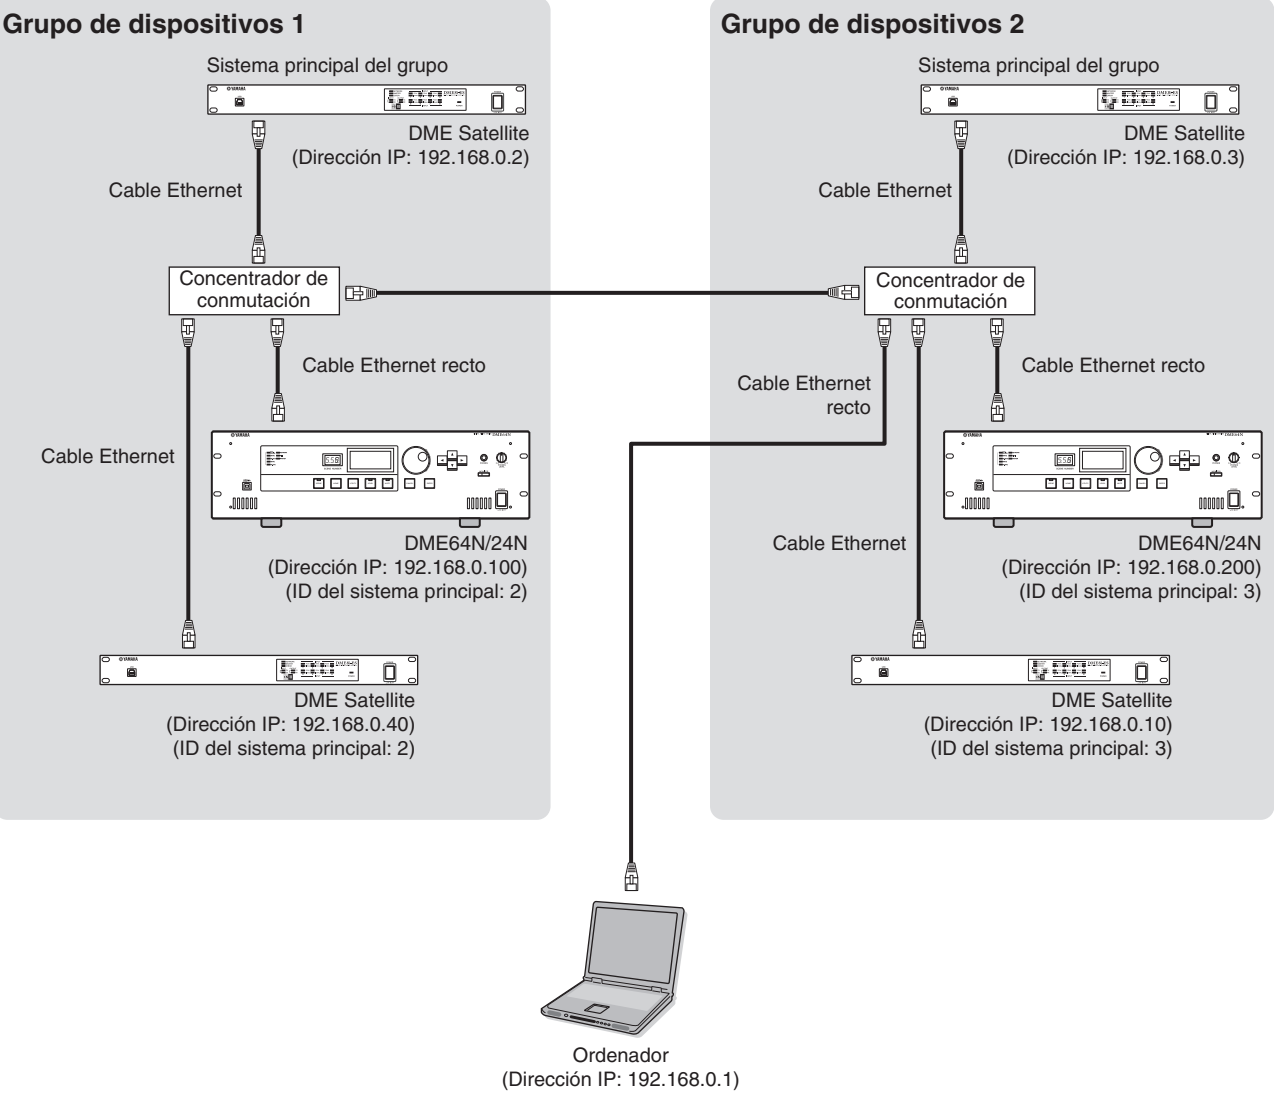 Grupo de dispositivos 1
Sistema principal del grupo
YAMAHA
DME Satellite
(Dirección IP: 192.168.0.2)
Cable Ethernet
Concentrador de
conmutación
Cable Ethernet recto
Cable Ethernet
YAMAHA
DME64N/24N
(Dirección IP: 192.168.0.100)
(ID del sistema principal: 2)
YAMAHA
DME Satellite
(Dirección IP: 192.168.0.40)
(ID del sistema principal: 2)
Grupo de dispositivos 2
Sistema principal del grupo
YAMAHA
DME Satellite
(Dirección IP: 192.168.0.3)
Cable Ethernet
Concentrador de
conmutación
Cable Ethernet recto
Cable Ethernet
recto
YAMAHA
Cable Ethernet
DME64N/24N
(Dirección IP: 192.168.0.200)
(ID del sistema principal: 3)
YAMAHA
DME Satellite
(Dirección IP: 192.168.0.10)
(ID del sistema principal: 3)
Ordenador
(Dirección IP: 192.168.0.1)